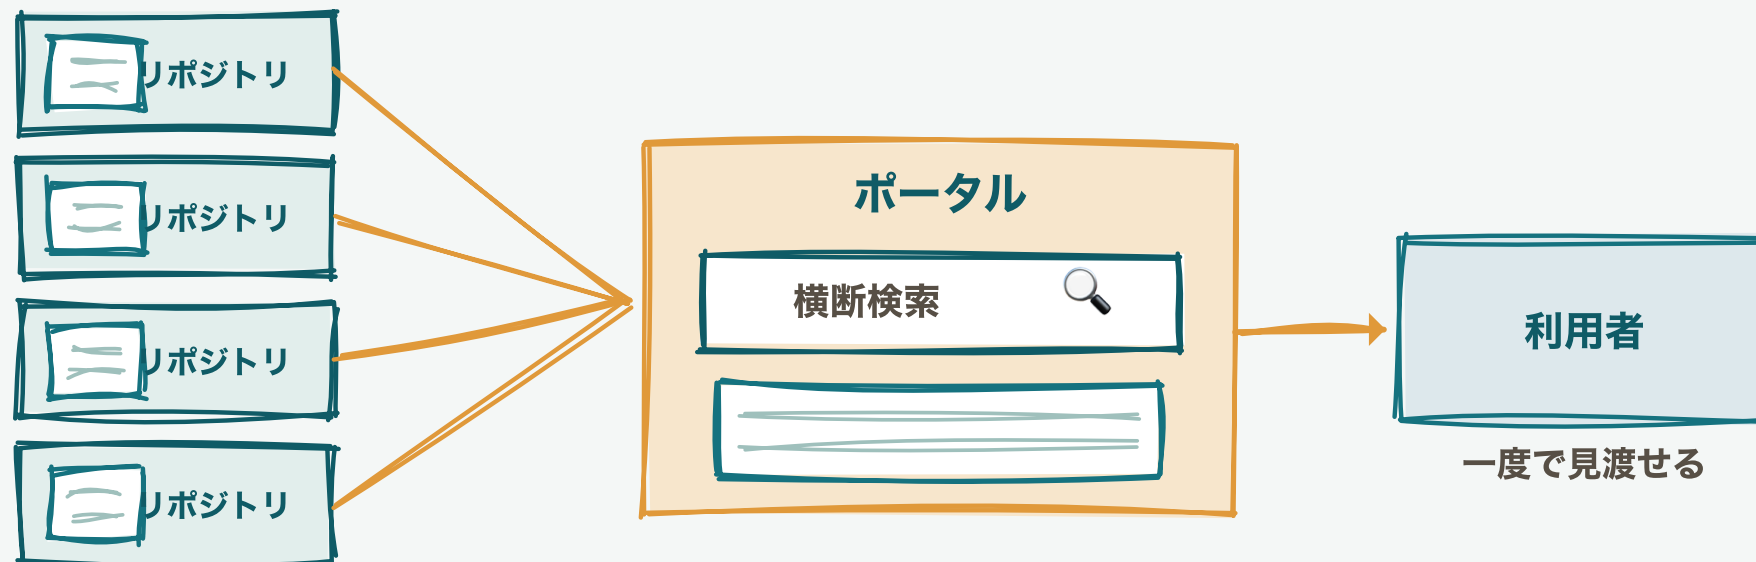 リポジトリ
リポジトリ
リポジトリ
リポジトリ
ポータル
横断検索
利用者
一度で見渡せる